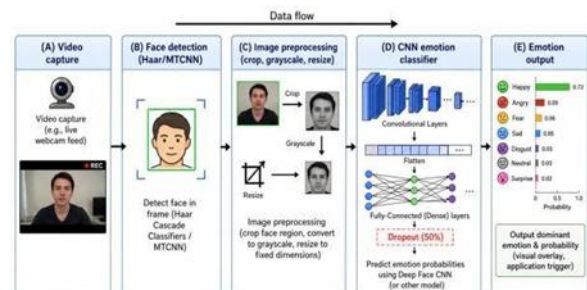 Data flow
(A) Video
capture
Video capture
(e.g., live
webcam feed)
REC
(B) Face detection
(Haar/MTCNN)
Detect face in
frame (Haar
Cascade
Classifiers /
MTCNN)
(C) Image preprocessing
(crop, grayscale, resize)
Crop
Grayscale
Resize
Image preprocessing
(crop face region, convert
to grayscale, resize to
fixed dimensions)
(D) CNN emotion
classifier
Convolutional Layers
Flatten
Fully-Connected (Dense) layers
Dropout (50%)
Predict emotion probabilities
using Deep Face CNN
(or other model)
(E) Emotion
output
Happy 0.72
Angry 0.09
Fear 0.06
Sad 0.05
Disgust 0.03
Neutral 0.03
Surprise 0.02
Probability
Output dominant
emotion & probability
(visual overlay,
application trigger)